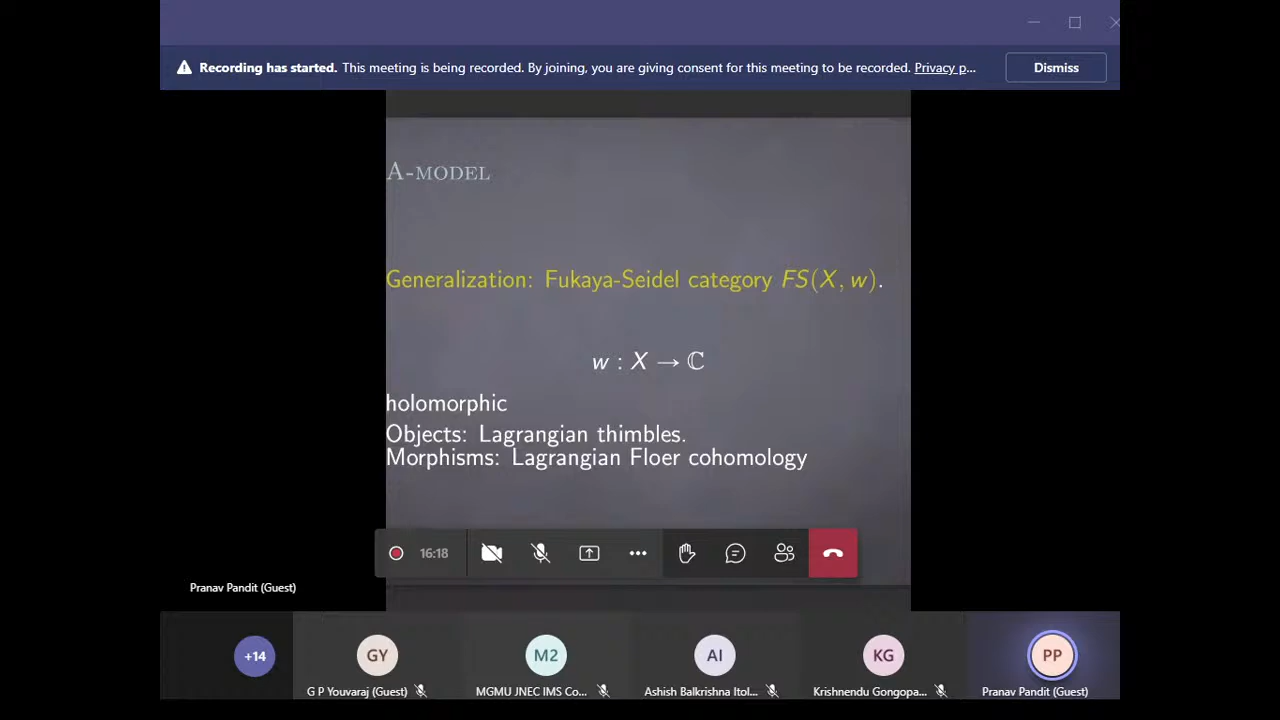 Recording has started. This meeting is being recorded. By joining, you are giving consent for this meeting to be recorded. Privacy p... Dismiss
A-MODEL
Generalization: Fukaya-Seidel category FS(X, w).
w : X → ℂ
holomorphic
Objects: Lagrangian thimbles.
Morphisms: Lagrangian Floer cohomology
16:18
Pranav Pandit (Guest)
+14 GY M2 AI KG PP
G P Youvaraj (Guest) MGMU JNEC IMS Co... Ashish Balkrishna Itol... Krishnendu Gongopa... Pranav Pandit (Guest)